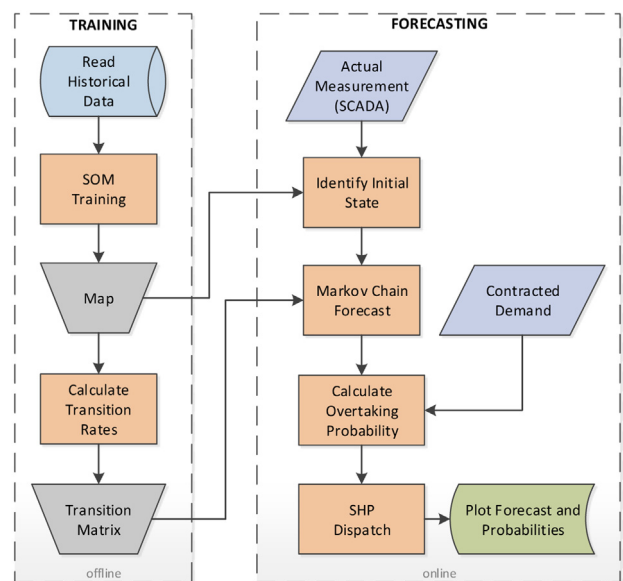 TRAINING
Read
Historical
Data
SOM
Training
Map
Calculate
Transition
Rates
Transition
Matrix
offline
FORECASTING
Actual
Measurement
(SCADA)
Identify Initial
State
Markov Chain
Forecast
Contracted
Demand
Calculate
Overtaking
Probability
SHP
Dispatch
Plot Forecast and
Probabilities
online